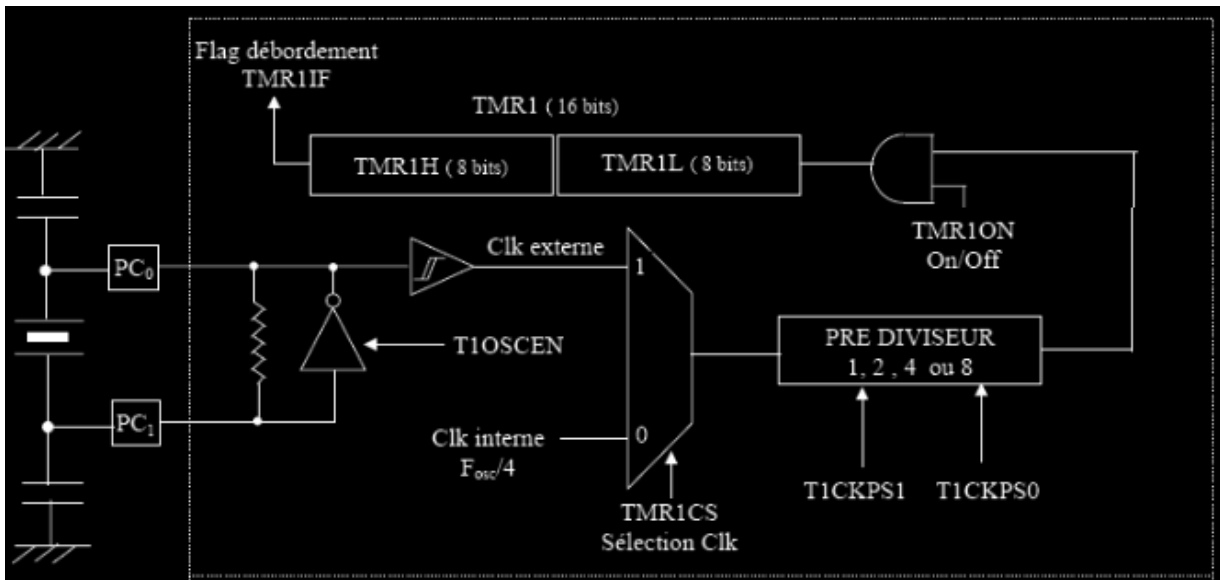 Flag débordement
TMR1IF
TMR1 ( 16 bits)
TMR1H ( 8 bits)
TMR1L ( 8 bits)
TMR1ON
On/Off
PC0
Clk externe
1
T1OSCEN
PRE DIVISEUR
1, 2 , 4 ou 8
PC1
Clk interne
Fosc/4
0
T1CKPS1
T1CKPS0
TMR1CS
Sélection Clk